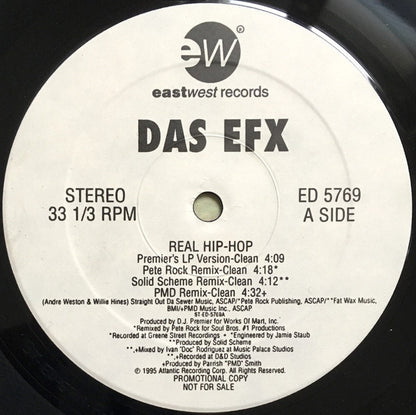 ew®
eastwest records
DAS EFX
STEREO
33 1/3 RPM
ED 5769
A SIDE
REAL HIP-HOP
Premier's LP Version-Clean 4:09
Pete Rock Remix-Clean 4:18*
Solid Scheme Remix-Clean 4:12**
PMD Remix-Clean 4:32+
(Andre Weston & Willie Hines) Straight Out Da Sewer Music, ASCAP/*Pete Rock Publishing, ASCAP/**Fat Wax Music,
BMI/+PMD Music Inc., ASCAP
ST-ED-5769A
Produced by D.J. Premier for Works Of Mart, Inc.
*Remixed by Pete Rock for Soul Bros. #1 Productions
*Recorded at Greene Street Recordings • *Engineered by Jamie Staub
**Produced by Solid Scheme
**,+Mixed by Ivan "Doc" Rodriguez at Music Palace Studios
**,+Recorded at D&D Studios
+Produced by Parrish "PMD" Smith
℗ 1995 Atlantic Recording Corp. All Rights Reserved.
PROMOTIONAL COPY
NOT FOR SALE